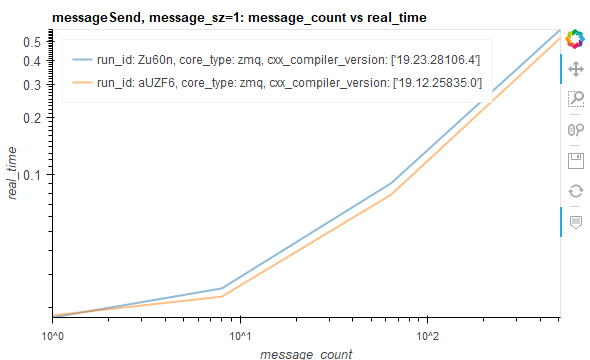 messageSend, message_sz=1: message_count vs real_time
run_id: Zu60n, core_type: zmq, cxx_compiler_version: ['19.23.28106.4']
run_id: aUZF6, core_type: zmq, cxx_compiler_version: ['19.12.25835.0']
0.5
0.4
0.3
0.2
0.1
real_time
10^0
10^1
10^2
message_count